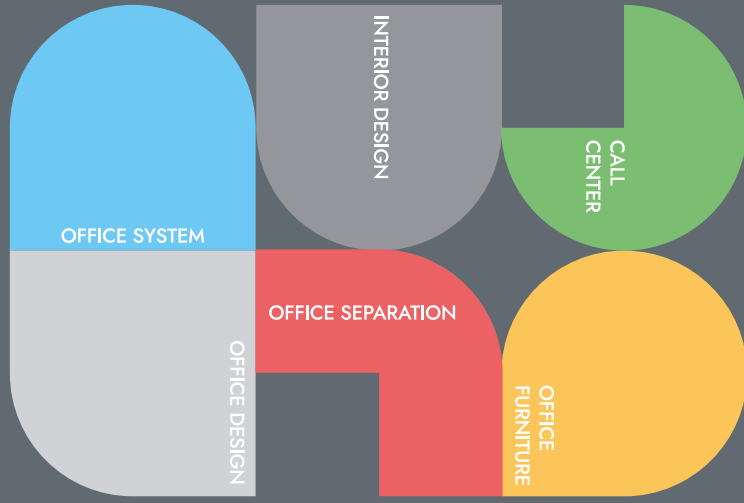 INTERIOR DESIGN
CALL
CENTER
OFFICE SYSTEM
OFFICE SEPARATION
OFFICE DESIGN
OFFICE
FURNITURE